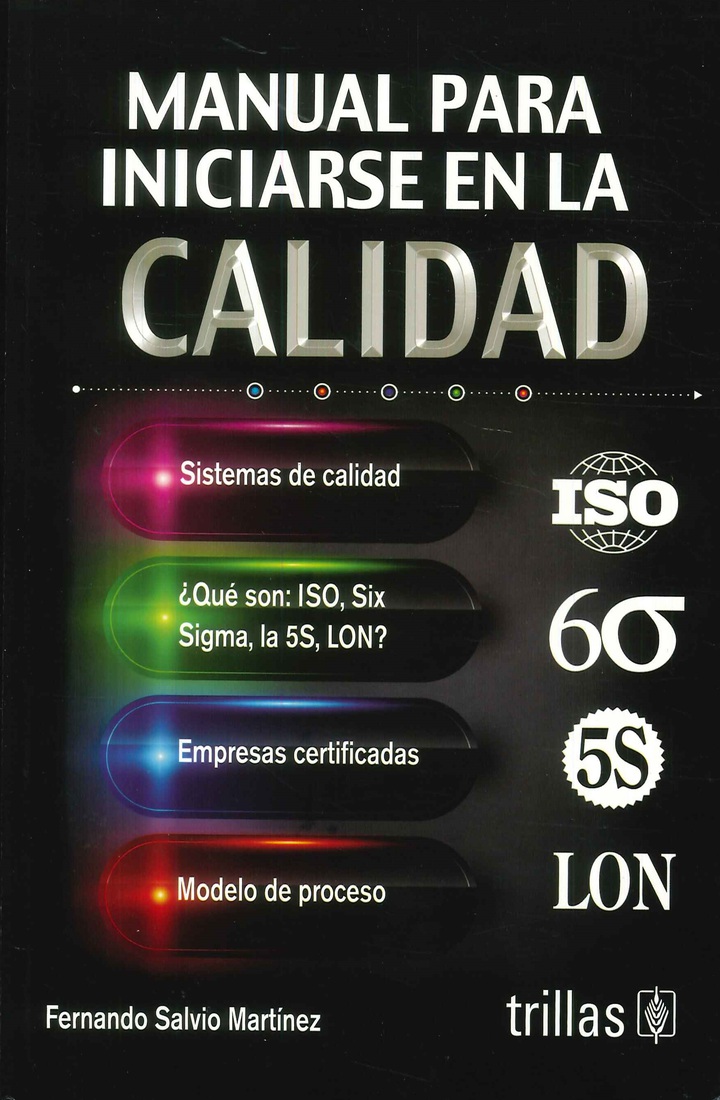 MANUAL PARA
INICIARSE EN LA
CALIDAD
Sistemas de calidad
ISO
¿Qué son: ISO, Six
Sigma, la 5S, LON?
6σ
Empresas certificadas
5S
Modelo de proceso
LON
Fernando Salvio Martínez
trillas